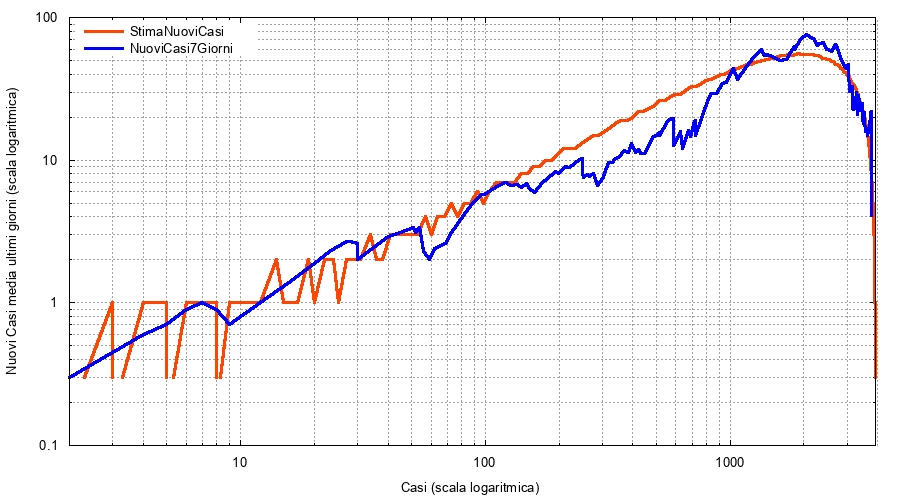 100
StimaNuoviCasi
NuoviCasi7Giorni
10
1
0.1
10
100
1000
Nuovi Casi media ultimi giorni (scala logaritmica)
Casi (scala logaritmica)